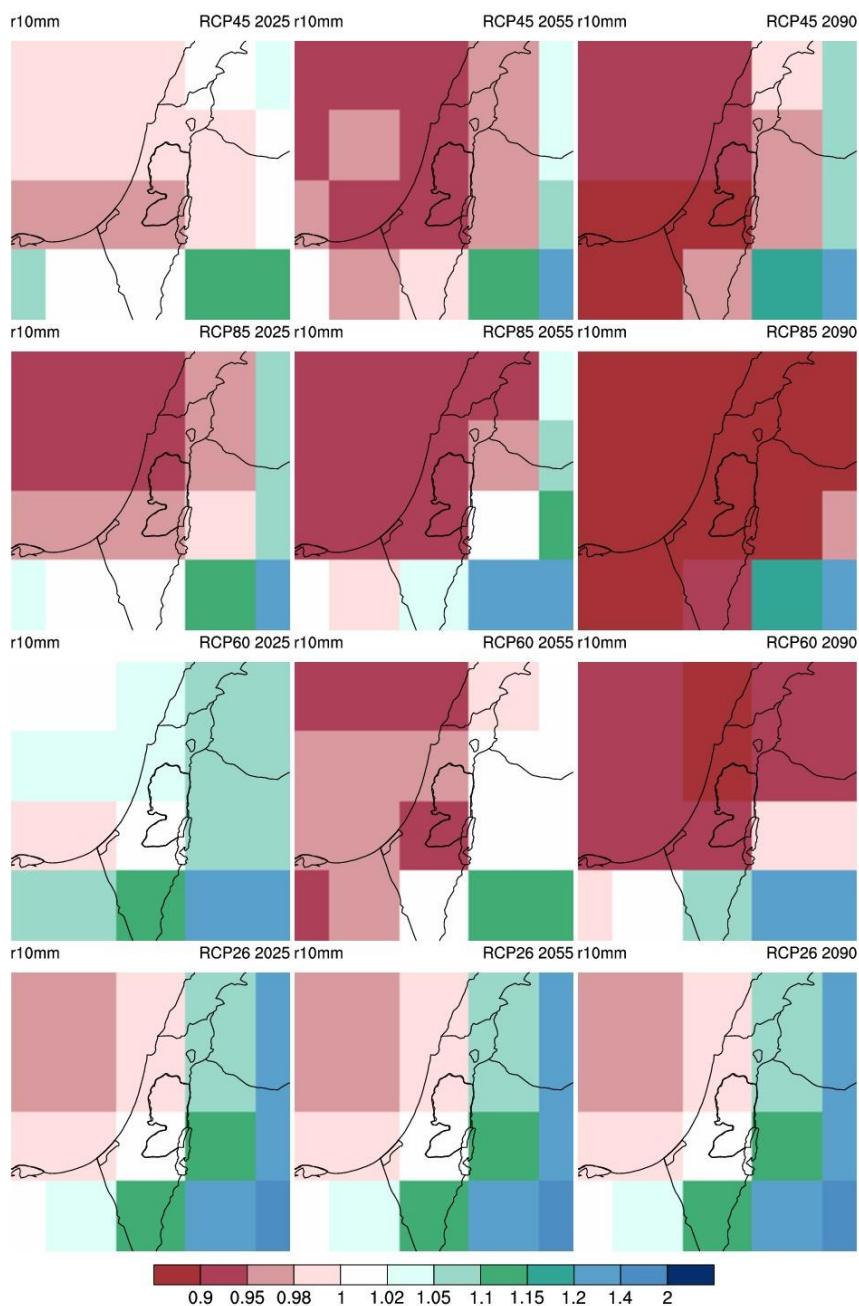 r10mm RCP45 2025 r10mm RCP45 2055 r10mm RCP45 2090
r10mm RCP85 2025 r10mm RCP85 2055 r10mm RCP85 2090
r10mm RCP60 2025 r10mm RCP60 2055 r10mm RCP60 2090
r10mm RCP26 2025 r10mm RCP26 2055 r10mm RCP26 2090
0.9 0.95 0.98 1 1.02 1.05 1.1 1.15 1.2 1.4 2